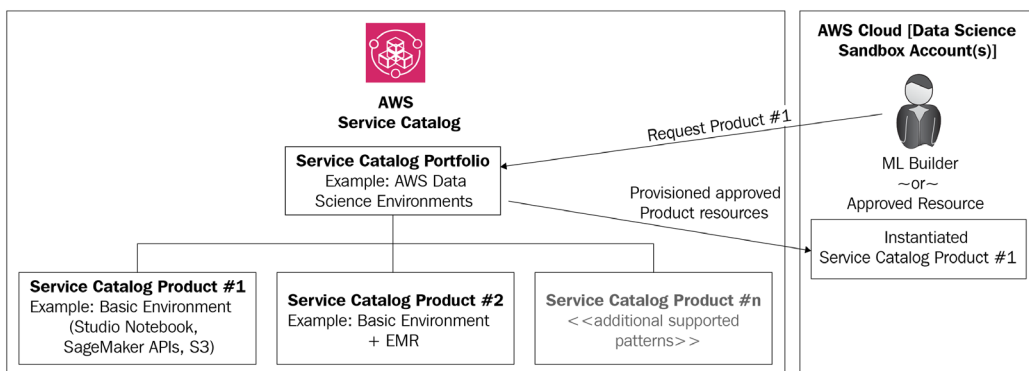 AWS
Service Catalog
Service Catalog Portfolio
Example: AWS Data
Science Environments
Service Catalog Product #1
Example: Basic Environment
(Studio Notebook,
SageMaker APIs, S3)
Service Catalog Product #2
Example: Basic Environment
+ EMR
Service Catalog Product #n
<<additional supported
patterns>>
Request Product #1
Provisioned approved
Product resources
AWS Cloud [Data Science
Sandbox Account(s)]
ML Builder
~or~
Approved Resource
Instantiated
Service Catalog Product #1